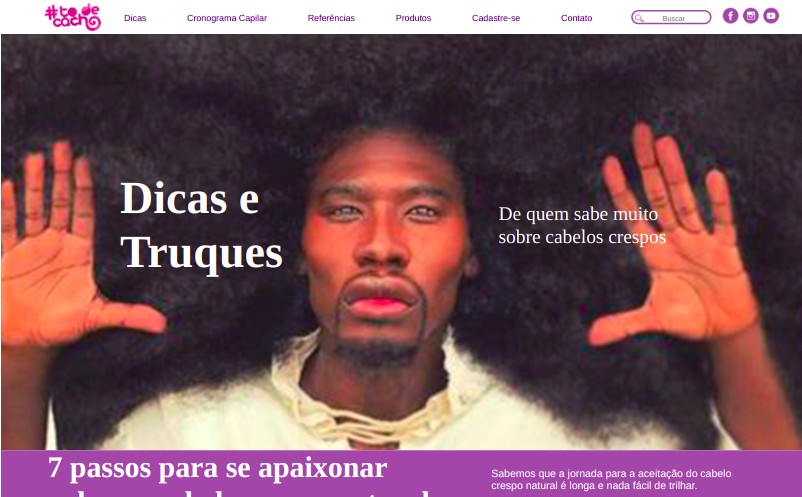 #todecacho
Dicas
Cronograma Capilar
Referências
Produtos
Cadastre-se
Contato
Buscar
Dicas e
Truques
De quem sabe muito
sobre cabelos crespos
7 passos para se apaixonar
Sabemos que a jornada para a aceitação do cabelo
crespo natural é longa e nada fácil de trilhar.